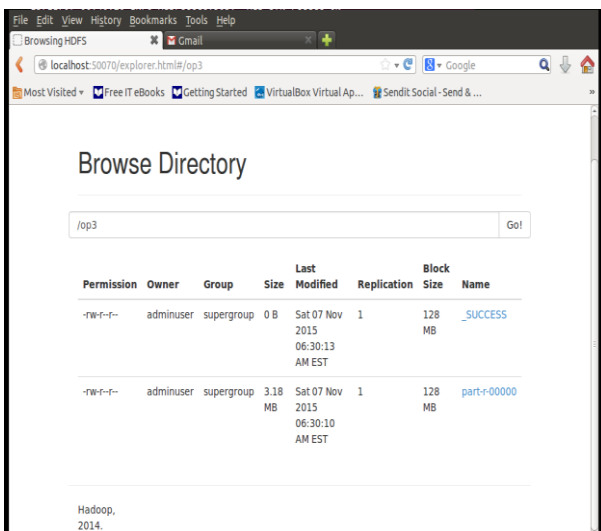 File Edit View History Bookmarks Tools Help
Browsing HDFS Gmail
localhost:50070/explorer.html#/op3 Google
Most Visited Free IT eBooks Getting Started VirtualBox Virtual Ap... Sendit Social - Send & ... »
Browse Directory
/op3 Go!
Permission Owner Group Size Last Modified Replication Block Size Name
-rw-r--r-- adminuser supergroup 0 B Sat 07 Nov 2015 06:30:13 AM EST 1 128 MB _SUCCESS
-rw-r--r-- adminuser supergroup 3.18 MB Sat 07 Nov 2015 06:30:10 AM EST 1 128 MB part-r-00000
Hadoop,
2014.